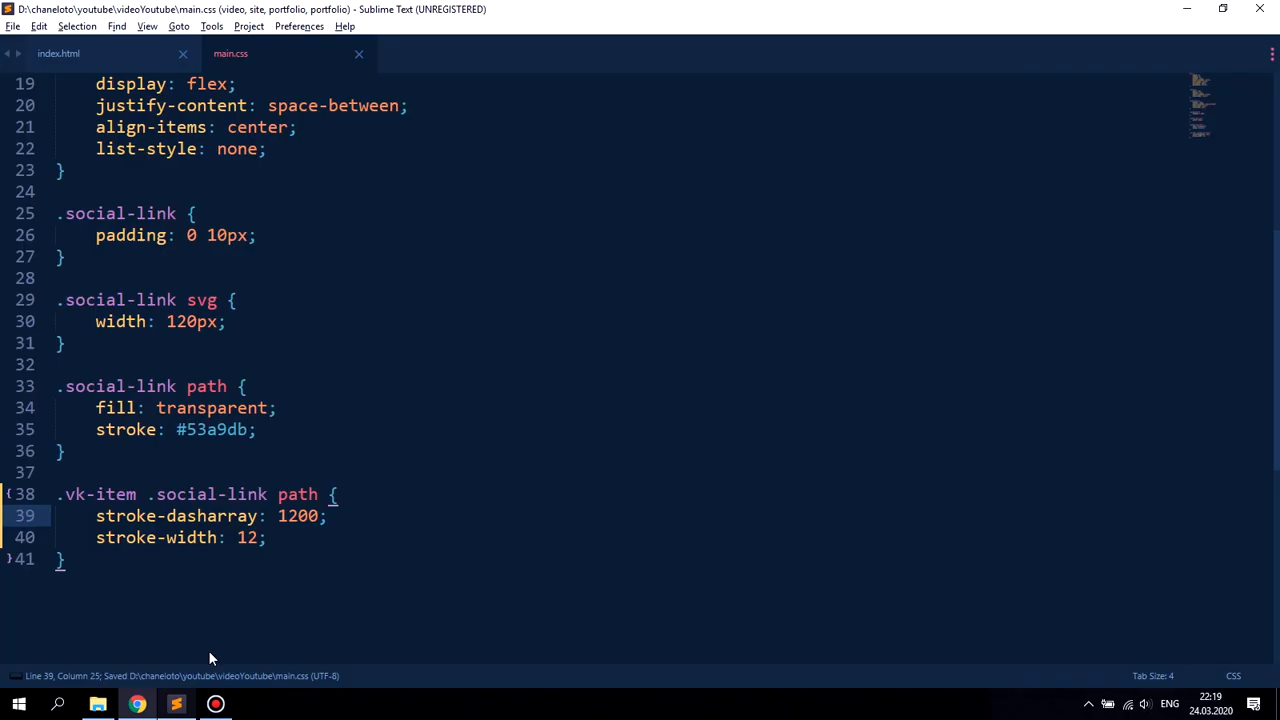 D:\chaneloto\youtube\videoYoutube\main.css (video, site, portfolio, portfolio) - Sublime Text (UNREGISTERED)
File Edit Selection Find View Goto Tools Project Preferences Help
index.html main.css
19 display: flex;
20 justify-content: space-between;
21 align-items: center;
22 list-style: none;
23 }
24
25 .social-link {
26 padding: 0 10px;
27 }
28
29 .social-link svg {
30 width: 120px;
31 }
32
33 .social-link path {
34 fill: transparent;
35 stroke: #53a9db;
36 }
37
38 .vk-item .social-link path {
39 stroke-dasharray: 1200;
40 stroke-width: 12;
41 }
Line 39, Column 25; Saved D:\chaneloto\youtube\videoYoutube\main.css (UTF-8) Tab Size: 4 CSS
ENG 22:19
24.03.2020